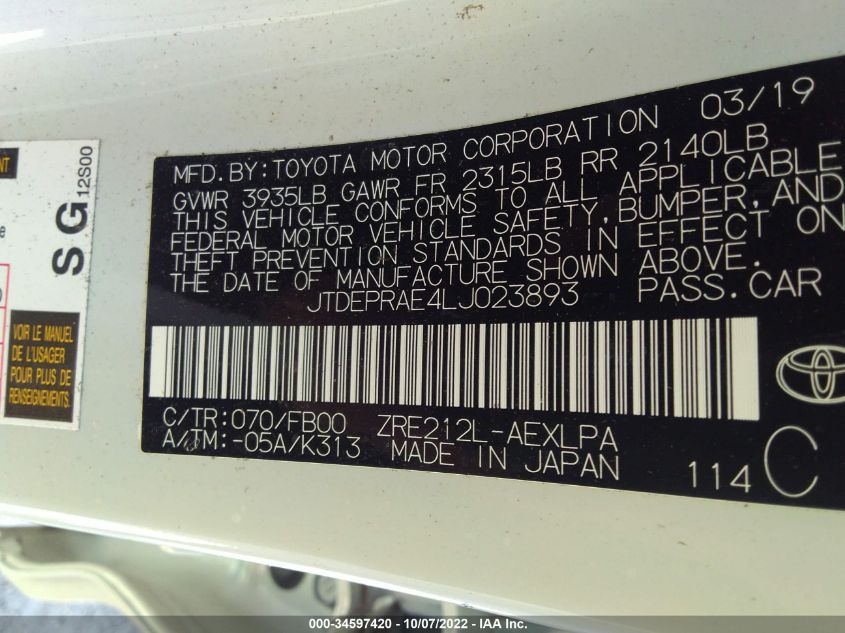 03/19
MFD. BY: TOYOTA MOTOR CORPORATION
GVWR 3935LB GAWR FR 2315LB RR 2140LB
THIS VEHICLE CONFORMS TO ALL APPLICABLE
FEDERAL MOTOR VEHICLE SAFETY, BUMPER, AND
THEFT PREVENTION STANDARDS IN EFFECT ON
THE DATE OF MANUFACTURE SHOWN ABOVE.
JTDEPRAE4LJ023893 PASS. CAR
C/TR: 070/FB00 ZRE212L-AEXLPA
A/TM: -05A/K313 MADE IN JAPAN
114 C
SG
12S00
VOIR LE MANUEL
DE L'USAGER
POUR PLUS DE
RENSEIGNEMENTS.
000-34597420 - 10/07/2022 - IAA Inc.